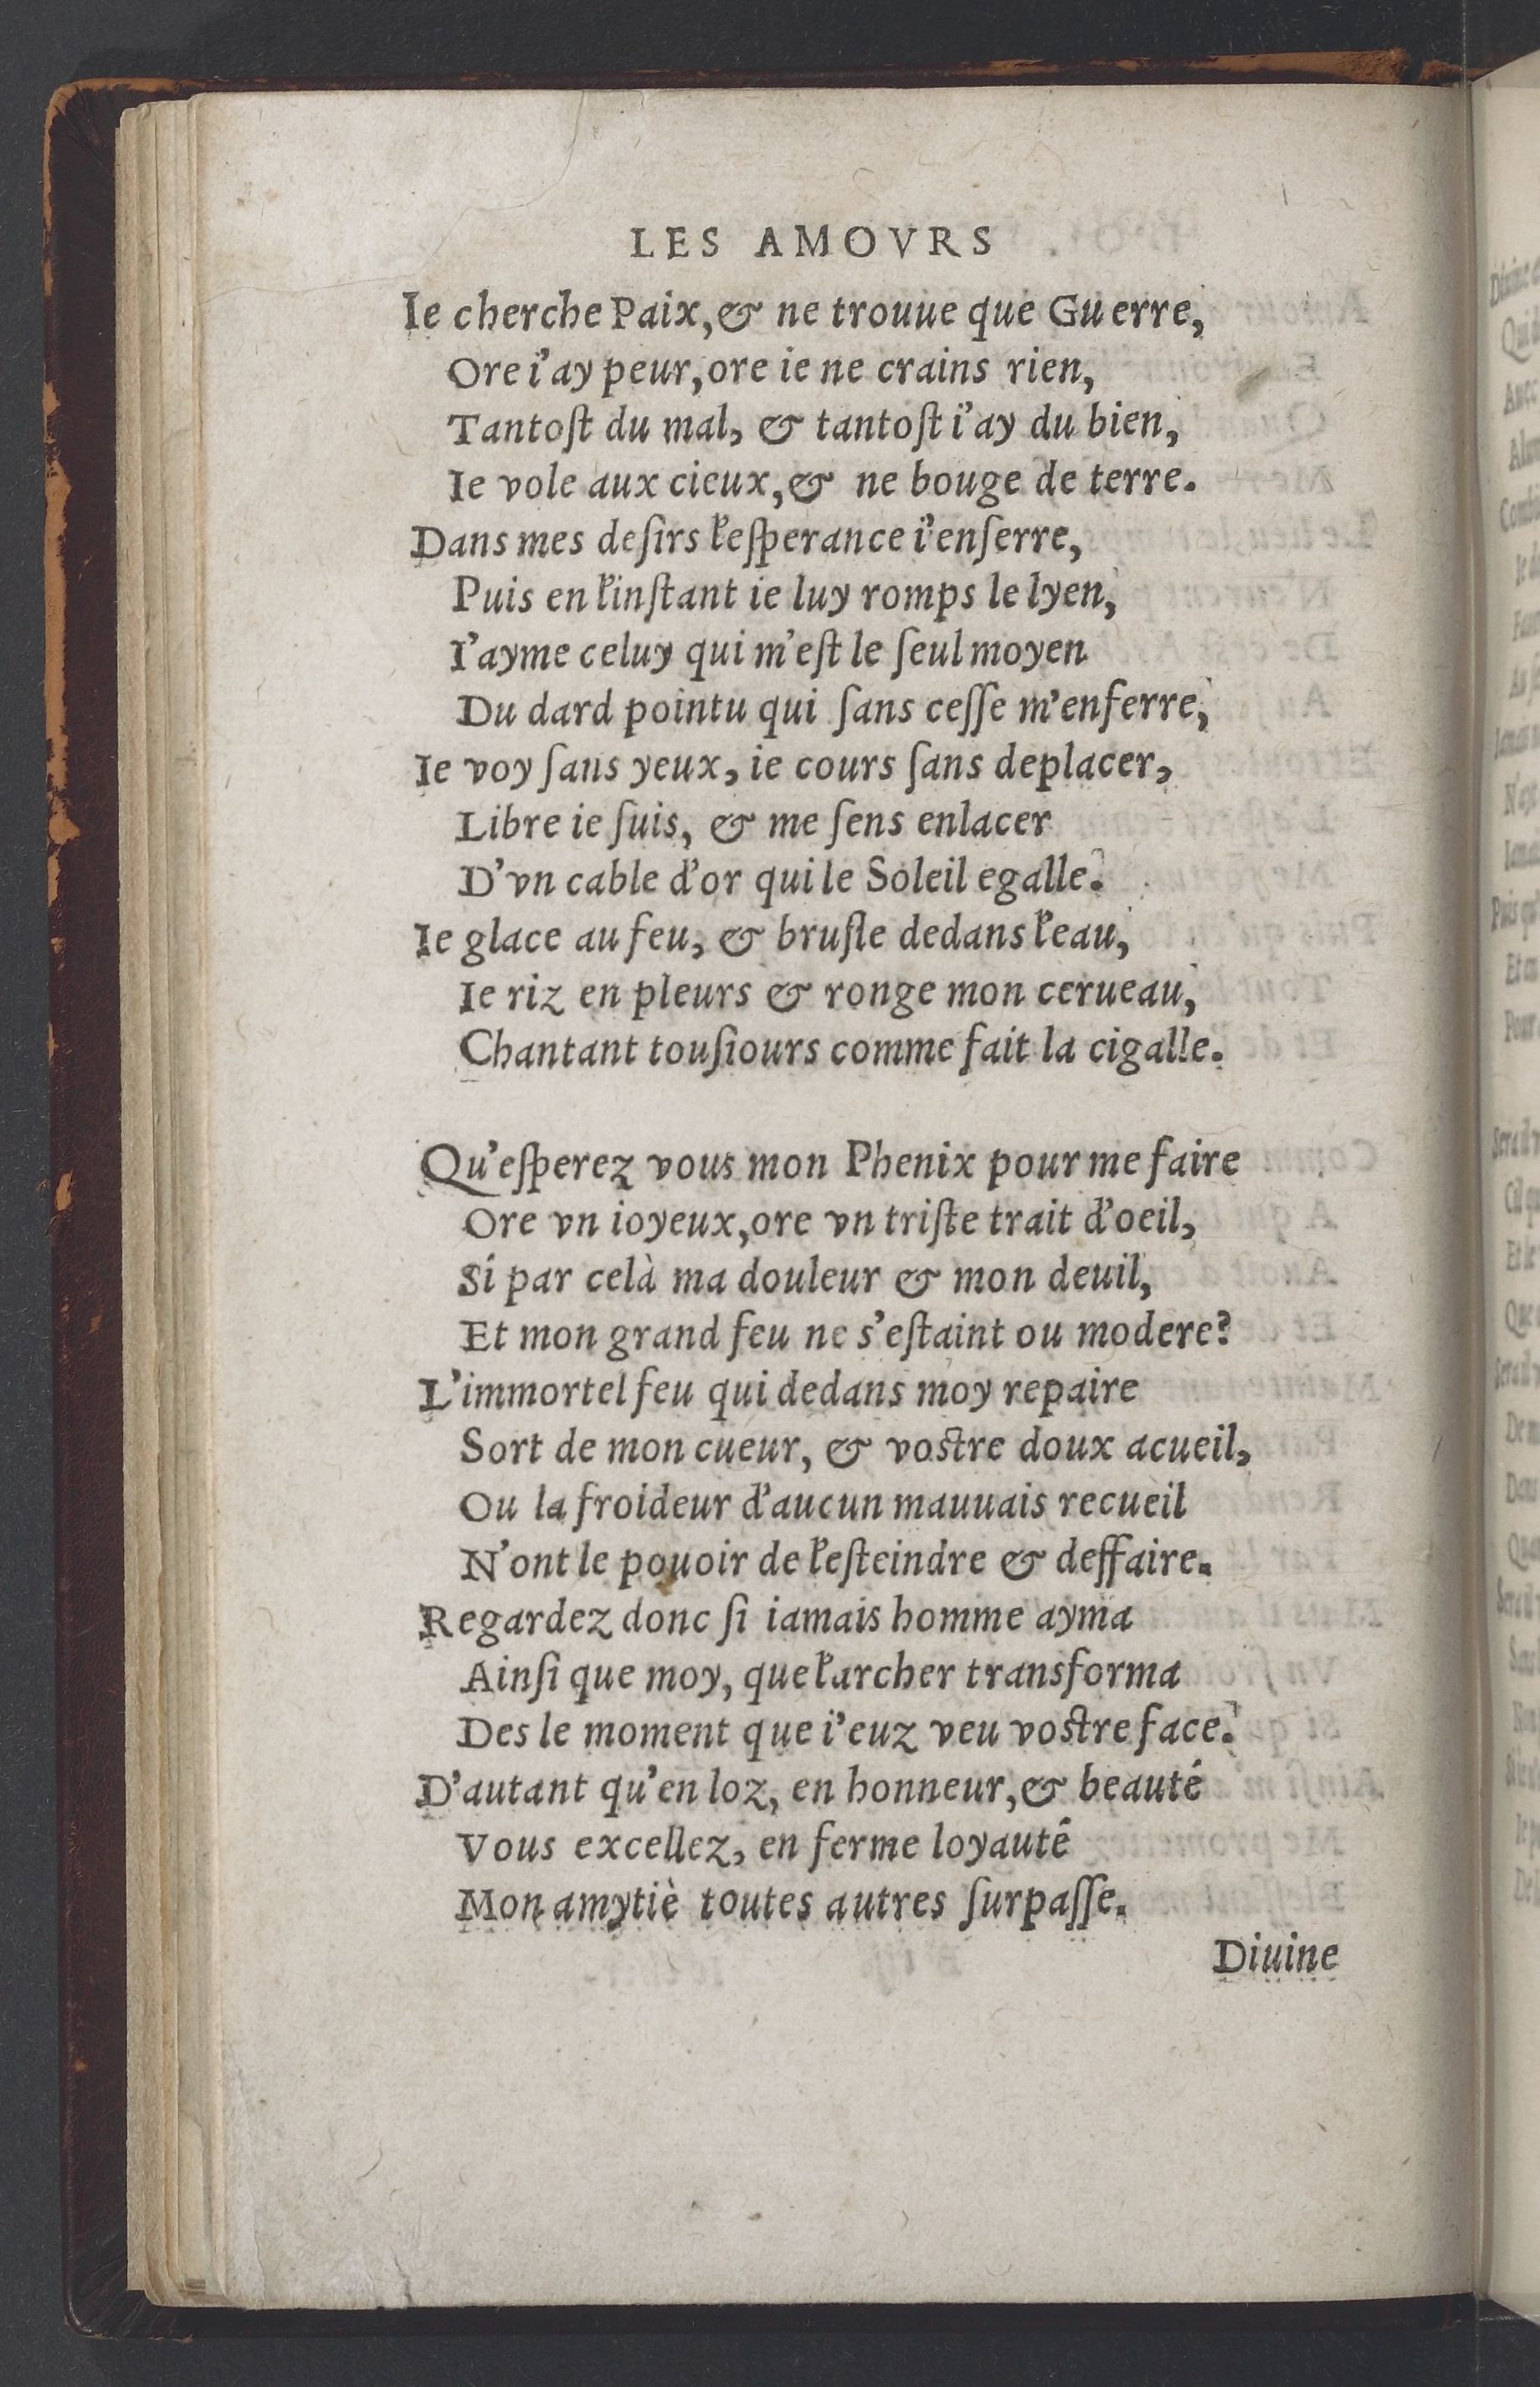 LES AMOVRS
Ie cherche Paix, & ne trouue que Guerre,
Ore i'ay peur, ore ie ne crains rien,
Tantoſt du mal, & tantoſt i'ay du bien,
Ie vole aux cieux, & ne bouge de terre.
Dans mes deſirs l'eſperance i'enſerre,
Puis en l'inſtant ie luy romps le lyen,
I'ayme celuy qui m'eſt le ſeul moyen
Du dard pointu qui ſans ceſſe m'enferre,
Ie voy ſans yeux, ie cours ſans deplacer,
Libre ie ſuis, & me ſens enlacer
D'vn cable d'or qui le Soleil egalle.
Ie glace au feu, & bruſle dedans l'eau,
Ie riz en pleurs & ronge mon cerueau,
Chantant touſiours comme fait la cigalle.
Qu'eſperez vous mon Phenix pour me faire
Ore vn ioyeux, ore vn triſte trait d'oeil,
Si par celà ma douleur & mon deuil,
Et mon grand feu ne s'eſtaint ou modere?
L'immortel feu qui dedans moy repaire
Sort de mon cueur, & voſtre doux acueil,
Ou la froideur d'aucun mauuais recueil
N'ont le pouoir de l'eſteindre & deffaire.
Regardez donc ſi iamais homme ayma
Ainſi que moy, que l'archer transforma
Des le moment que i'euz veu voſtre face.
D'autant qu'en loz, en honneur, & beauté
Vous excellez, en ferme loyauté
Mon amytiè toutes autres ſurpaſſe.
Diuine